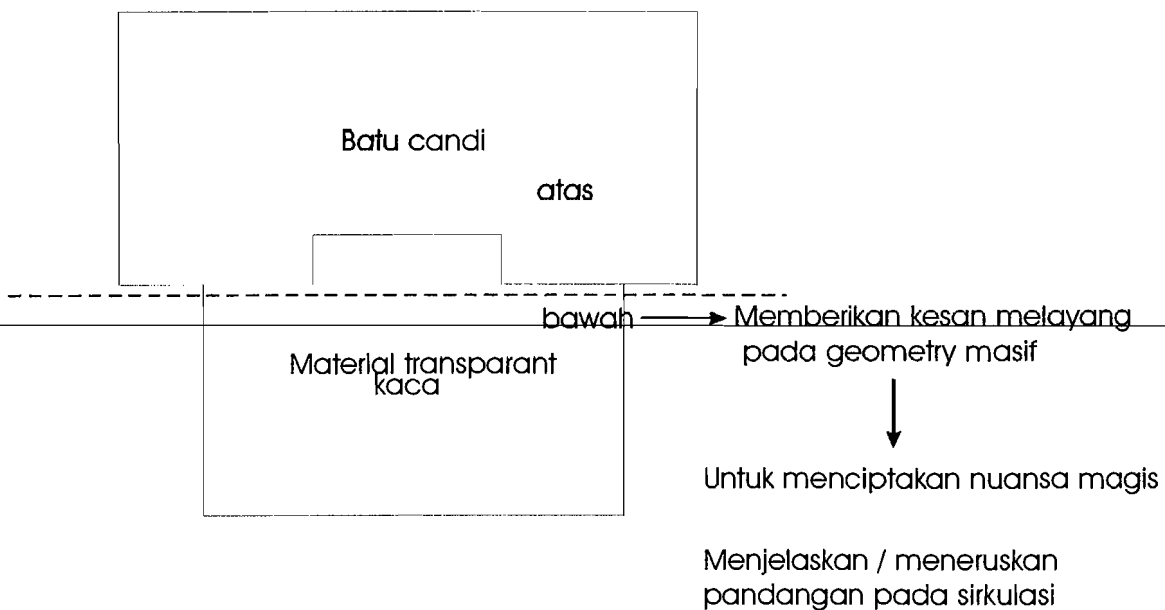 Batu candi
atas
bawah
Memberikan kesan melayang
pada geometry masif
Material transparant
kaca
Untuk menciptakan nuansa magis
Menjelaskan / meneruskan
pandangan pada sirkulasi